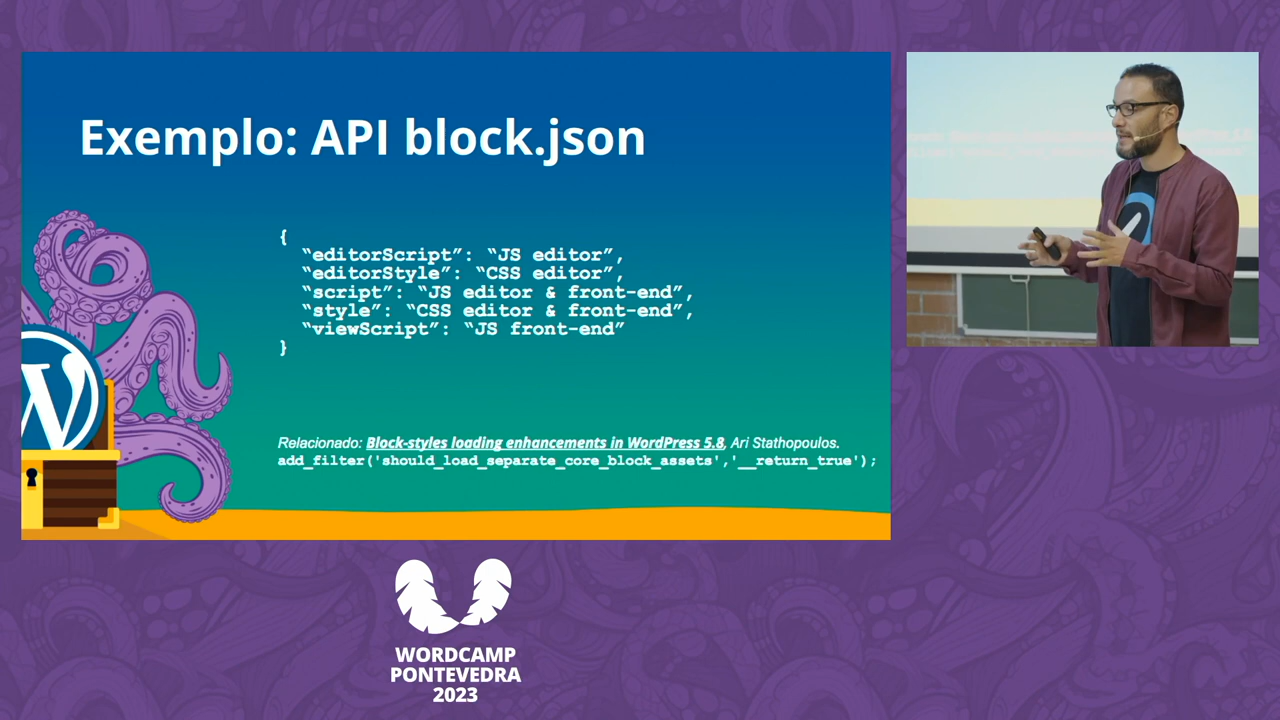 Exemplo: API block.json
{
“editorScript”: “JS editor”,
“editorStyle”: “CSS editor”,
“script”: “JS editor & front-end”,
“style”: “CSS editor & front-end”,
“viewScript”: “JS front-end”
}
Relacionado: Block-styles loading enhancements in WordPress 5.8, Ari Stathopoulos.
add_filter('should_load_separate_core_block_assets','__return_true');
WORDCAMP
PONTEVEDRA
2023